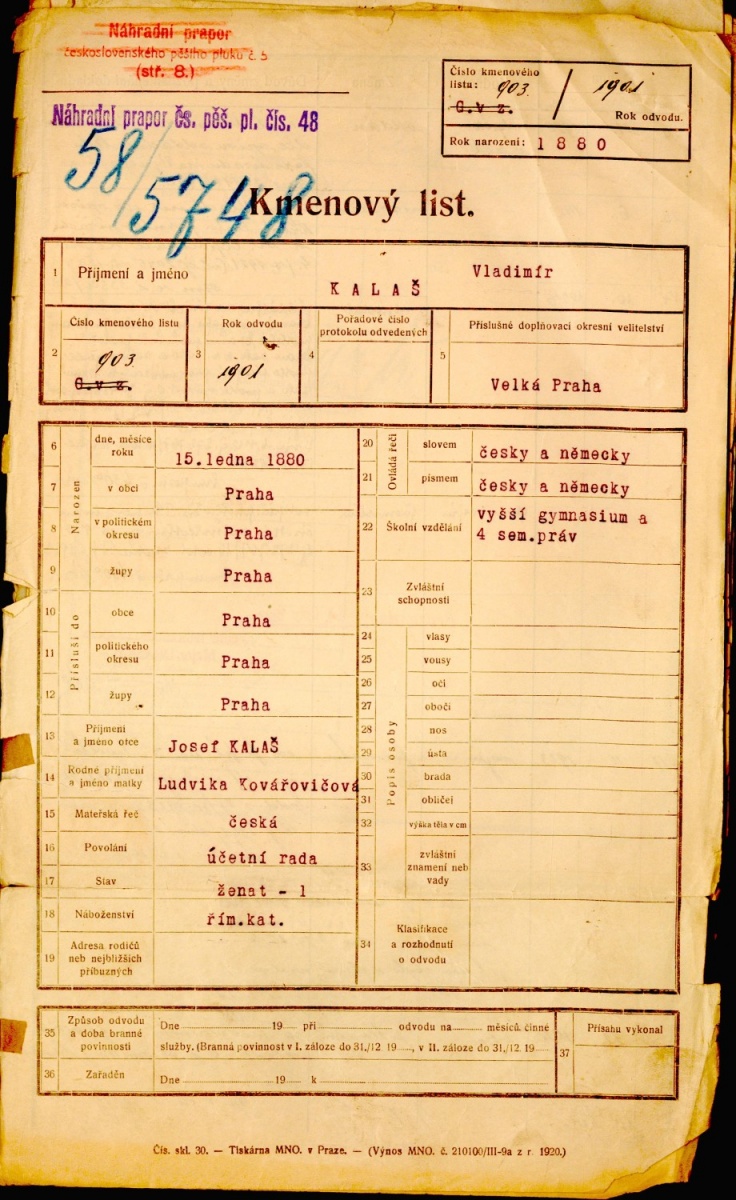 Náhradní prapor
československého pěšího pluku č. 5
(stř. 8.)
Náhradní prapor čs. pěš. pl. čís. 48
58/5748
Číslo kmenového
listu: 903.
G.v z.
1901
Rok odvodu.
Rok narození: 1880
Kmenový list.
1 Příjmení a jméno KALAŠ Vladimír
2 Číslo kmenového listu 903. G.v z.
3 Rok odvodu 1901
4 Pořadové číslo protokolu odvedených
5 Příslušné doplňovací okresní velitelství Velká Praha
Narozen
6 dne, měsíce roku 15.ledna 1880
7 v obci Praha
8 v politickém okresu Praha
9 župy Praha
Přísluší do
10 obce Praha
11 politického okresu Praha
12 župy Praha
13 Příjmení a jméno otce Josef KALAŠ
14 Rodné příjmení a jméno matky Ludvika Kovářovičová
15 Mateřská řeč česká
16 Povolání účetní rada
17 Stav ženat - 1
18 Náboženství řím.kat.
19 Adresa rodičů neb nejbližších příbuzných
Ovládá řeči
20 slovem česky a německy
21 písmem česky a německy
22 Školní vzdělání vyšší gymnasium a
4 sem.práv
23 Zvláštní schopnosti
Popis osoby
24 vlasy
25 vousy
26 oči
27 obočí
28 nos
29 ústa
30 brada
31 obličej
32 výška těla v cm
33 zvláštní znamení neb vady
34 Klasifikace a rozhodnutí o odvodu
35 Způsob odvodu a doba branné povinnosti
Dne 19 při odvodu na měsíců činné
služby. (Branná povinnost v I. záloze do 31./12 19 , v II. záloze do 31./12. 19
36 Zařaděn Dne 19 k
37 Přísahu vykonal
Čís. skl. 30. — Tiskárna MNO. v Praze. — (Výnos MNO. č. 210100/III-9a z r. 1920.)